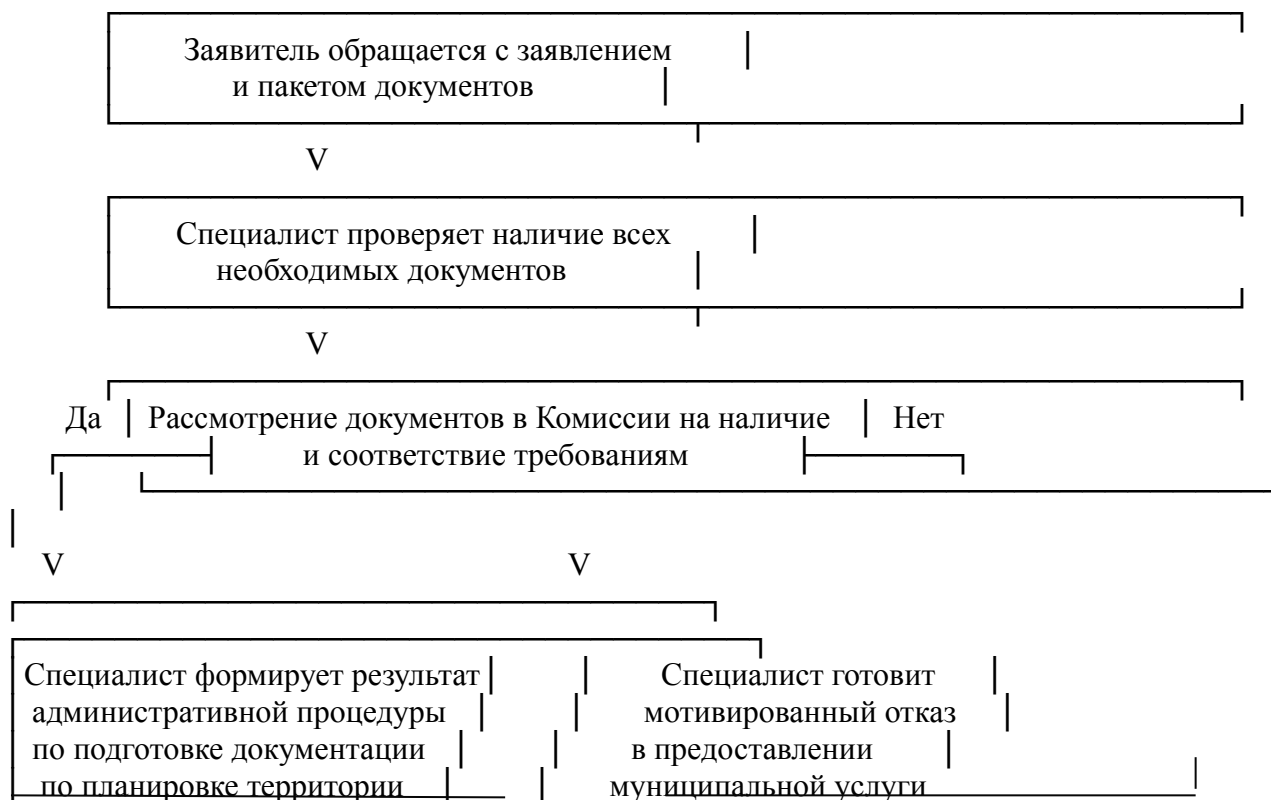 Заявитель обращается с заявлением
и пакетом документов
V
Специалист проверяет наличие всех
необходимых документов
V
Да Рассмотрение документов в Комиссии на наличие Нет
и соответствие требованиям
V V
Специалист формирует результат
административной процедуры
по подготовке документации
по планировке территории
Специалист готовит
мотивированный отказ
в предоставлении
муниципальной услуги